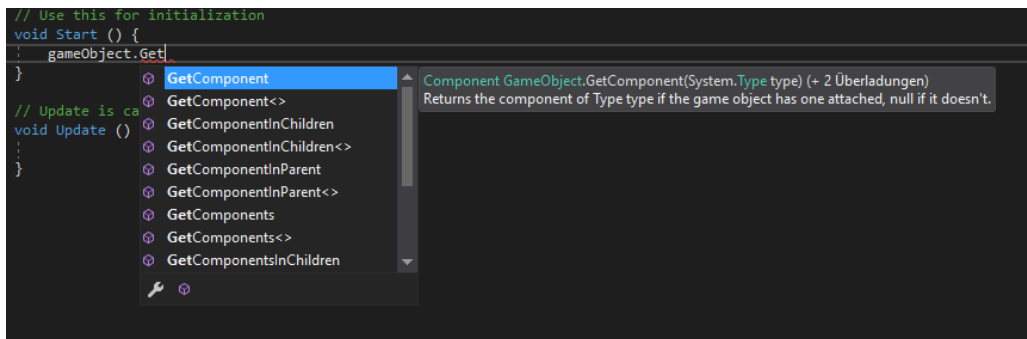 // Use this for initialization
void Start () {
gameObject.Get
}
// Update is ca
void Update ()
}
GetComponent
GetComponent<>
GetComponentInChildren
GetComponentInChildren<>
GetComponentInParent
GetComponentInParent<>
GetComponents
GetComponents<>
GetComponentsInChildren
Component GameObject.GetComponent(System.Type type) (+ 2 Überladungen)
Returns the component of Type type if the game object has one attached, null if it doesn't.